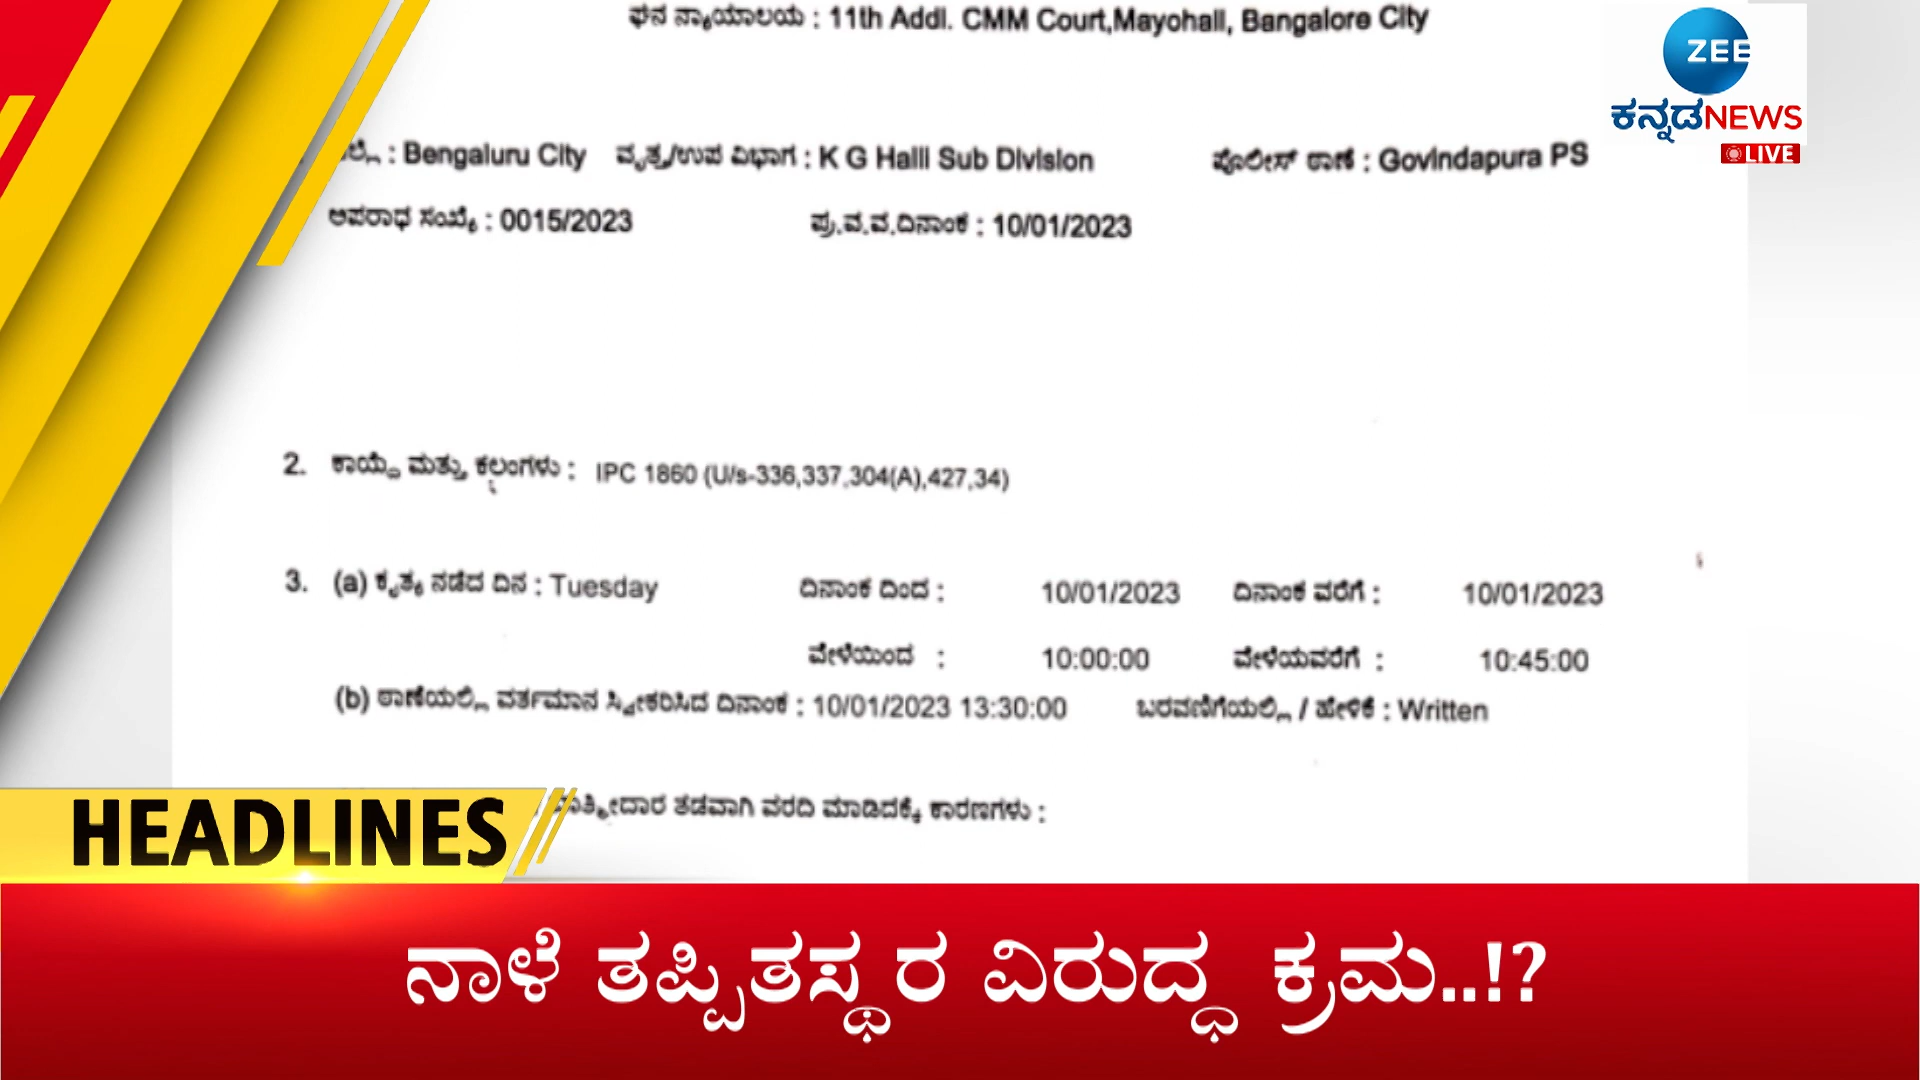 ಘನ ನ್ಯಾಯಾಲಯ : 11th Addl. CMM Court,Mayohall, Bangalore City
ZEE
ಕನ್ನಡ NEWS
LIVE
: Bengaluru City ವೃತ್ತ/ಉಪ ವಿಭಾಗ : K G Halli Sub Division ಪೊಲೀಸ್ ಠಾಣೆ : Govindapura PS
ಅಪರಾಧ ಸಂಖ್ಯೆ : 0015/2023 ಪ್ರ.ವ.ವ.ದಿನಾಂಕ : 10/01/2023
2. ಕಾಯ್ದೆ ಮತ್ತು ಕಲಂಗಳು : IPC 1860 (U/s-336,337,304(A),427,34)
3. (a) ಕೃತ್ಯ ನಡೆದ ದಿನ : Tuesday ದಿನಾಂಕ ದಿಂದ : 10/01/2023 ದಿನಾಂಕ ವರೆಗೆ : 10/01/2023
ವೇಳೆಯಿಂದ : 10:00:00 ವೇಳೆಯವರೆಗೆ : 10:45:00
(b) ಠಾಣೆಯಲ್ಲಿ ವರ್ತಮಾನ ಸ್ವೀಕರಿಸಿದ ದಿನಾಂಕ : 10/01/2023 13:30:00 ಬರವಣಿಗೆಯಲ್ಲಿ / ಹೇಳಿಕೆ : Written
ತಡವಾಗಿ ವರದಿ ಮಾಡಿದಕ್ಕೆ ಕಾರಣಗಳು :
HEADLINES
ನಾಳೆ ತಪ್ಪಿತಸ್ಥರ ವಿರುದ್ಧ ಕ್ರಮ..!?